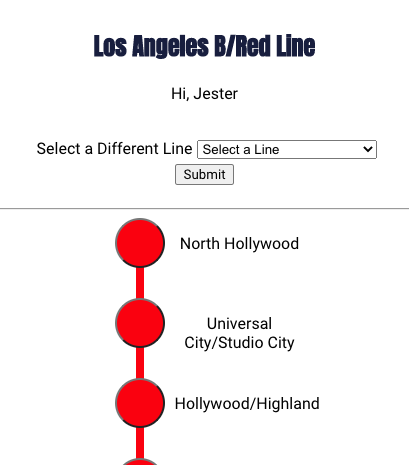 Los Angeles B/Red Line
Hi, Jester
Select a Different Line Select a Line
Submit
North Hollywood
Universal
City/Studio City
Hollywood/Highland